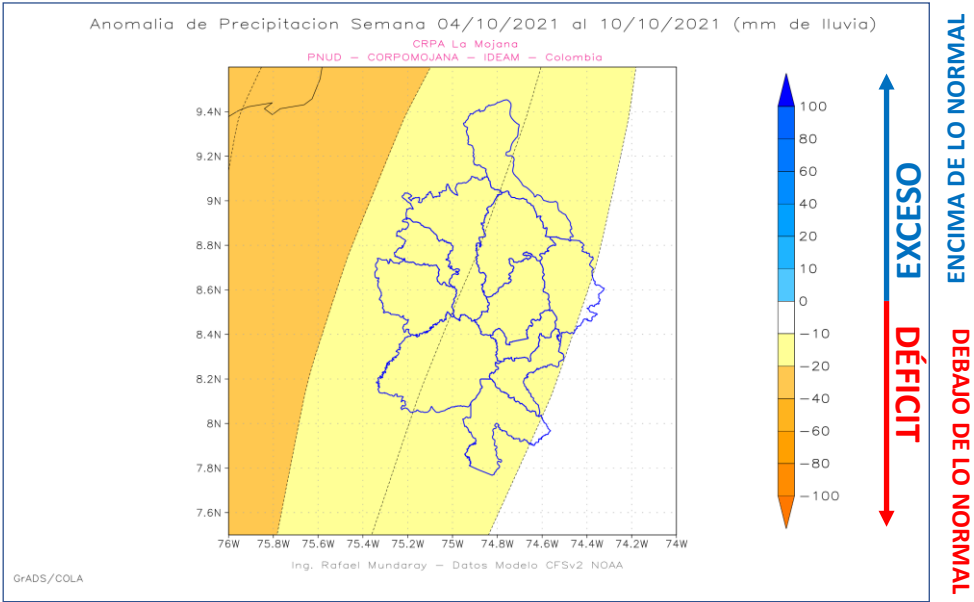 Anomalia de Precipitacion Semana 04/10/2021 al 10/10/2021 (mm de lluvia)
CRPA La Mojana
PNUD – CORPOMOJANA – IDEAM – Colombia
9.4N
9.2N
9N
8.8N
8.6N
8.4N
8.2N
8N
7.8N
7.6N
76W 75.8W 75.6W 75.4W 75.2W 75W 74.8W 74.6W 74.4W 74.2W 74W
Ing. Rafael Mundaray – Datos Modelo CFSv2 NOAA
GrADS/COLA
100
80
60
40
20
10
0
−10
−20
−40
−60
−80
−100
EXCESO
DÉFICIT
ENCIMA DE LO NORMAL
DEBAJO DE LO NORMAL